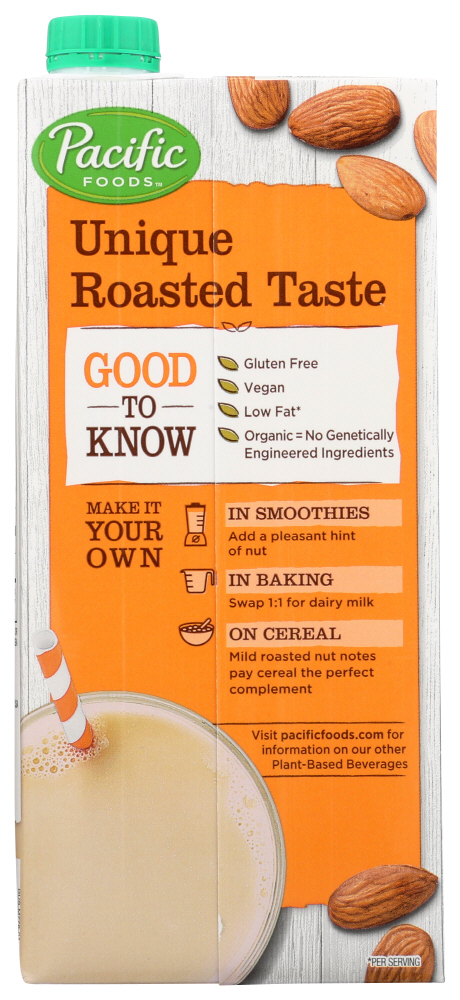 Pacific
FOODS™
Unique
Roasted Taste
GOOD
TO
KNOW
Gluten Free
Vegan
Low Fat*
Organic = No Genetically
Engineered Ingredients
MAKE IT
YOUR
OWN
IN SMOOTHIES
Add a pleasant hint
of nut
IN BAKING
Swap 1:1 for dairy milk
ON CEREAL
Mild roasted nut notes
pay cereal the perfect
complement
Visit pacificfoods.com for
information on our other
Plant-Based Beverages
*PER SERVING